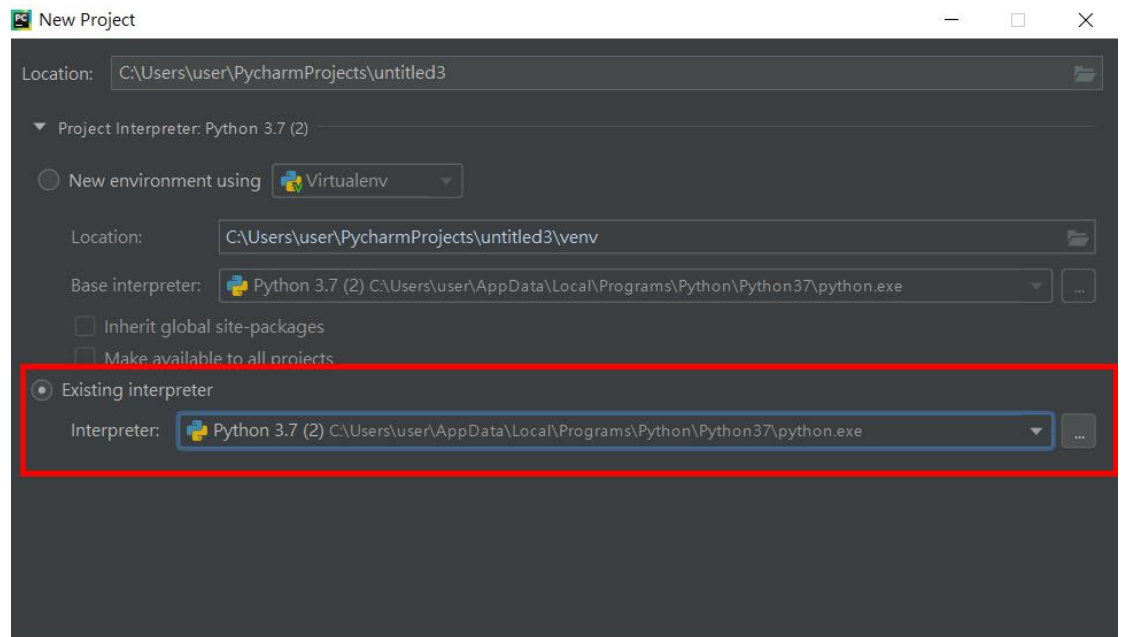 PC New Project
Location: C:\Users\user\PycharmProjects\untitled3
Project Interpreter: Python 3.7 (2)
New environment using Virtualenv
Location: C:\Users\user\PycharmProjects\untitled3\venv
Base interpreter: Python 3.7 (2) C:\Users\user\AppData\Local\Programs\Python\Python37\python.exe ...
Inherit global site-packages
Make available to all projects
Existing interpreter
Interpreter: Python 3.7 (2) C:\Users\user\AppData\Local\Programs\Python\Python37\python.exe ...